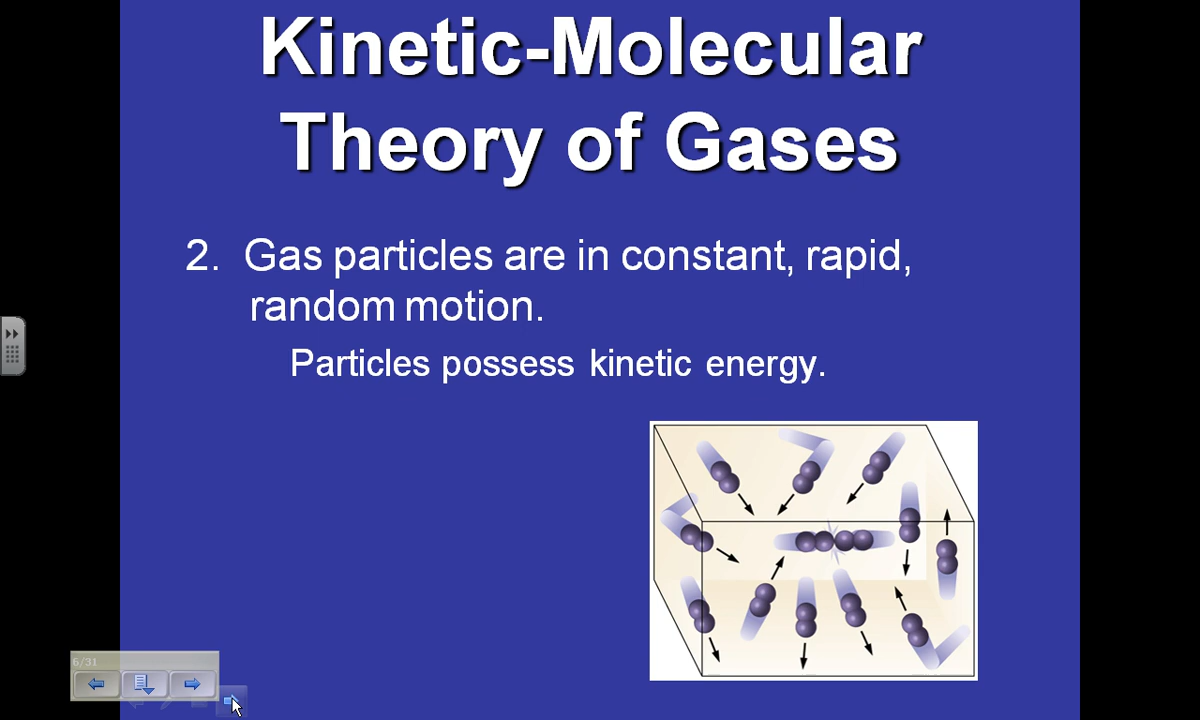 Kinetic-Molecular
Theory of Gases
2. Gas particles are in constant, rapid,
random motion.
Particles possess kinetic energy.
6/31